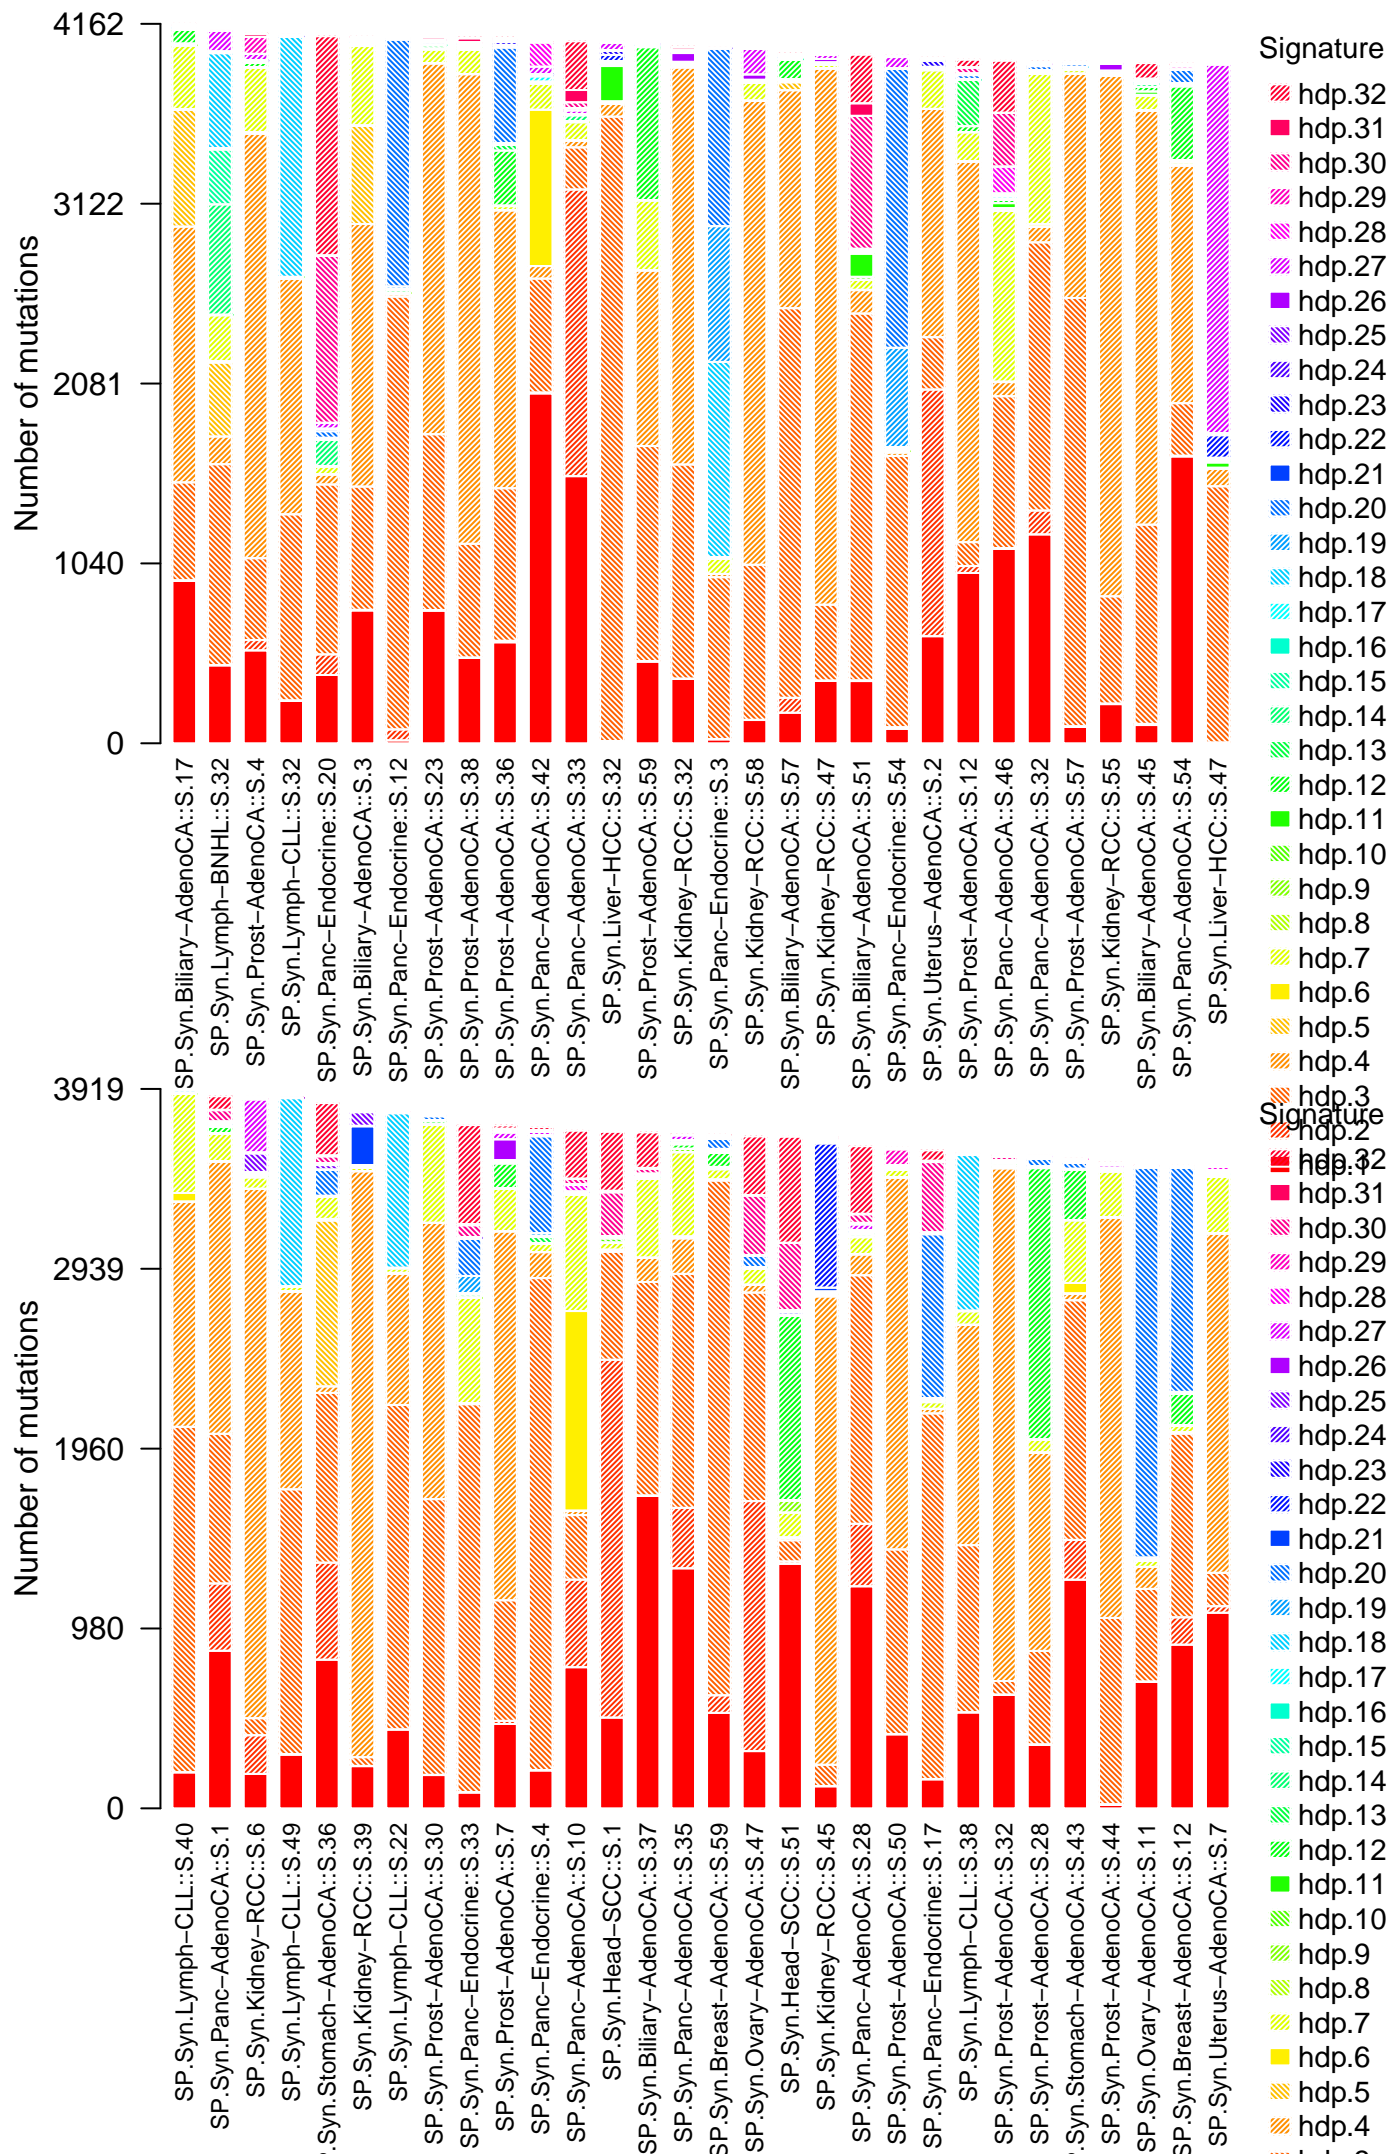 4162
3122
2081
1040
0
Number of mutations
SP.Syn.Biliary−AdenoCA::S.17
SP.Syn.Lymph−BNHL::S.32
SP.Syn.Prost−AdenoCA::S.4
SP.Syn.Lymph−CLL::S.32
SP.Syn.Panc−Endocrine::S.20
SP.Syn.Biliary−AdenoCA::S.3
SP.Syn.Panc−Endocrine::S.12
SP.Syn.Prost−AdenoCA::S.23
SP.Syn.Prost−AdenoCA::S.38
SP.Syn.Prost−AdenoCA::S.36
SP.Syn.Panc−AdenoCA::S.42
SP.Syn.Panc−AdenoCA::S.33
SP.Syn.Liver−HCC::S.32
SP.Syn.Prost−AdenoCA::S.59
SP.Syn.Kidney−RCC::S.32
SP.Syn.Panc−Endocrine::S.3
SP.Syn.Kidney−RCC::S.58
SP.Syn.Biliary−AdenoCA::S.57
SP.Syn.Kidney−RCC::S.47
SP.Syn.Biliary−AdenoCA::S.51
SP.Syn.Panc−Endocrine::S.54
SP.Syn.Uterus−AdenoCA::S.2
SP.Syn.Prost−AdenoCA::S.12
SP.Syn.Panc−AdenoCA::S.46
SP.Syn.Panc−AdenoCA::S.32
SP.Syn.Prost−AdenoCA::S.57
SP.Syn.Kidney−RCC::S.55
SP.Syn.Biliary−AdenoCA::S.45
SP.Syn.Panc−AdenoCA::S.54
SP.Syn.Liver−HCC::S.47
Signature
hdp.32
hdp.31
hdp.30
hdp.29
hdp.28
hdp.27
hdp.26
hdp.25
hdp.24
hdp.23
hdp.22
hdp.21
hdp.20
hdp.19
hdp.18
hdp.17
hdp.16
hdp.15
hdp.14
hdp.13
hdp.12
hdp.11
hdp.10
hdp.9
hdp.8
hdp.7
hdp.6
hdp.5
hdp.4
hdp.3
hdp.2
hdp.1
3919
2939
1960
980
0
Number of mutations
SP.Syn.Lymph−CLL::S.40
SP.Syn.Panc−AdenoCA::S.1
SP.Syn.Kidney−RCC::S.6
SP.Syn.Lymph−CLL::S.49
.Syn.Stomach−AdenoCA::S.36
SP.Syn.Kidney−RCC::S.39
SP.Syn.Lymph−CLL::S.22
SP.Syn.Prost−AdenoCA::S.30
SP.Syn.Panc−Endocrine::S.33
SP.Syn.Prost−AdenoCA::S.7
SP.Syn.Panc−Endocrine::S.4
SP.Syn.Panc−AdenoCA::S.10
SP.Syn.Head−SCC::S.1
SP.Syn.Biliary−AdenoCA::S.37
SP.Syn.Panc−AdenoCA::S.35
SP.Syn.Breast−AdenoCA::S.59
SP.Syn.Ovary−AdenoCA::S.47
SP.Syn.Head−SCC::S.51
SP.Syn.Kidney−RCC::S.45
SP.Syn.Panc−AdenoCA::S.28
SP.Syn.Prost−AdenoCA::S.50
SP.Syn.Panc−Endocrine::S.17
SP.Syn.Lymph−CLL::S.38
SP.Syn.Prost−AdenoCA::S.32
SP.Syn.Prost−AdenoCA::S.28
.Syn.Stomach−AdenoCA::S.43
SP.Syn.Prost−AdenoCA::S.44
SP.Syn.Ovary−AdenoCA::S.11
SP.Syn.Breast−AdenoCA::S.12
SP.Syn.Uterus−AdenoCA::S.7
Signature
hdp.32
hdp.31
hdp.30
hdp.29
hdp.28
hdp.27
hdp.26
hdp.25
hdp.24
hdp.23
hdp.22
hdp.21
hdp.20
hdp.19
hdp.18
hdp.17
hdp.16
hdp.15
hdp.14
hdp.13
hdp.12
hdp.11
hdp.10
hdp.9
hdp.8
hdp.7
hdp.6
hdp.5
hdp.4